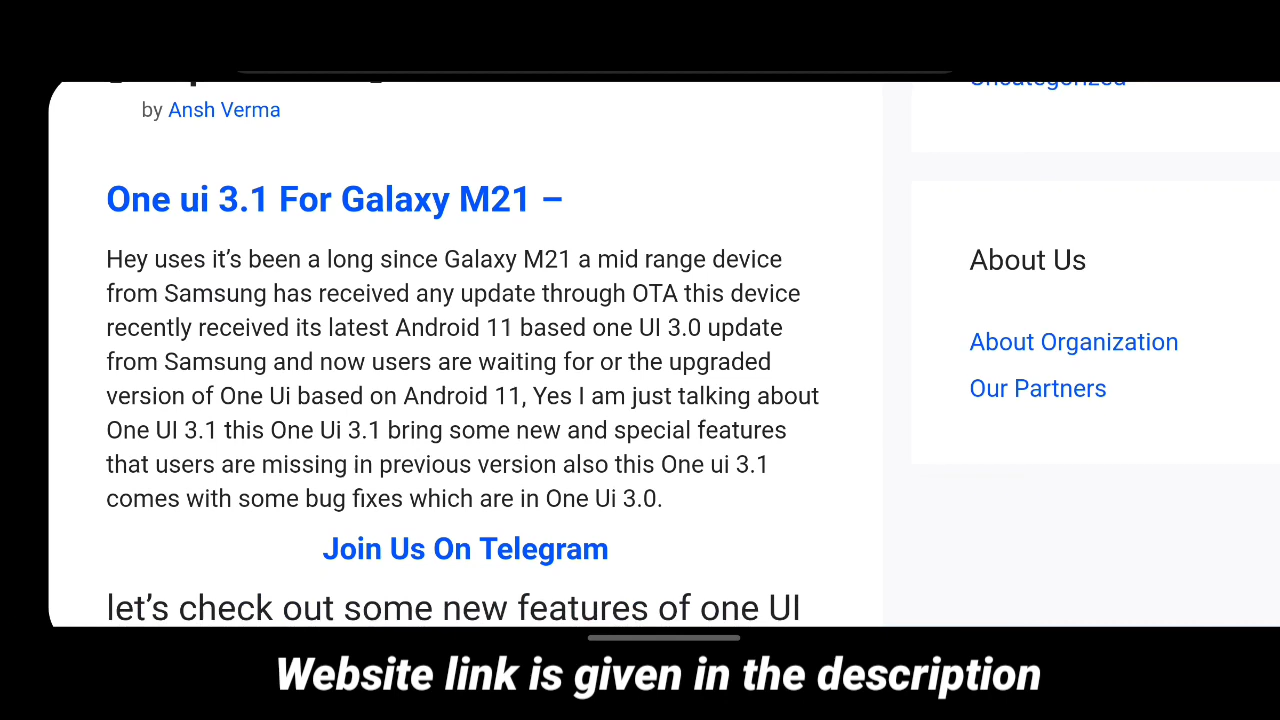 Uncategorized
by Ansh Verma
One ui 3.1 For Galaxy M21 –
Hey uses it’s been a long since Galaxy M21 a mid range device
from Samsung has received any update through OTA this device
recently received its latest Android 11 based one UI 3.0 update
from Samsung and now users are waiting for or the upgraded
version of One Ui based on Android 11, Yes I am just talking about
One UI 3.1 this One Ui 3.1 bring some new and special features
that users are missing in previous version also this One ui 3.1
comes with some bug fixes which are in One Ui 3.0.
Join Us On Telegram
let’s check out some new features of one UI
About Us
About Organization
Our Partners
Website link is given in the description